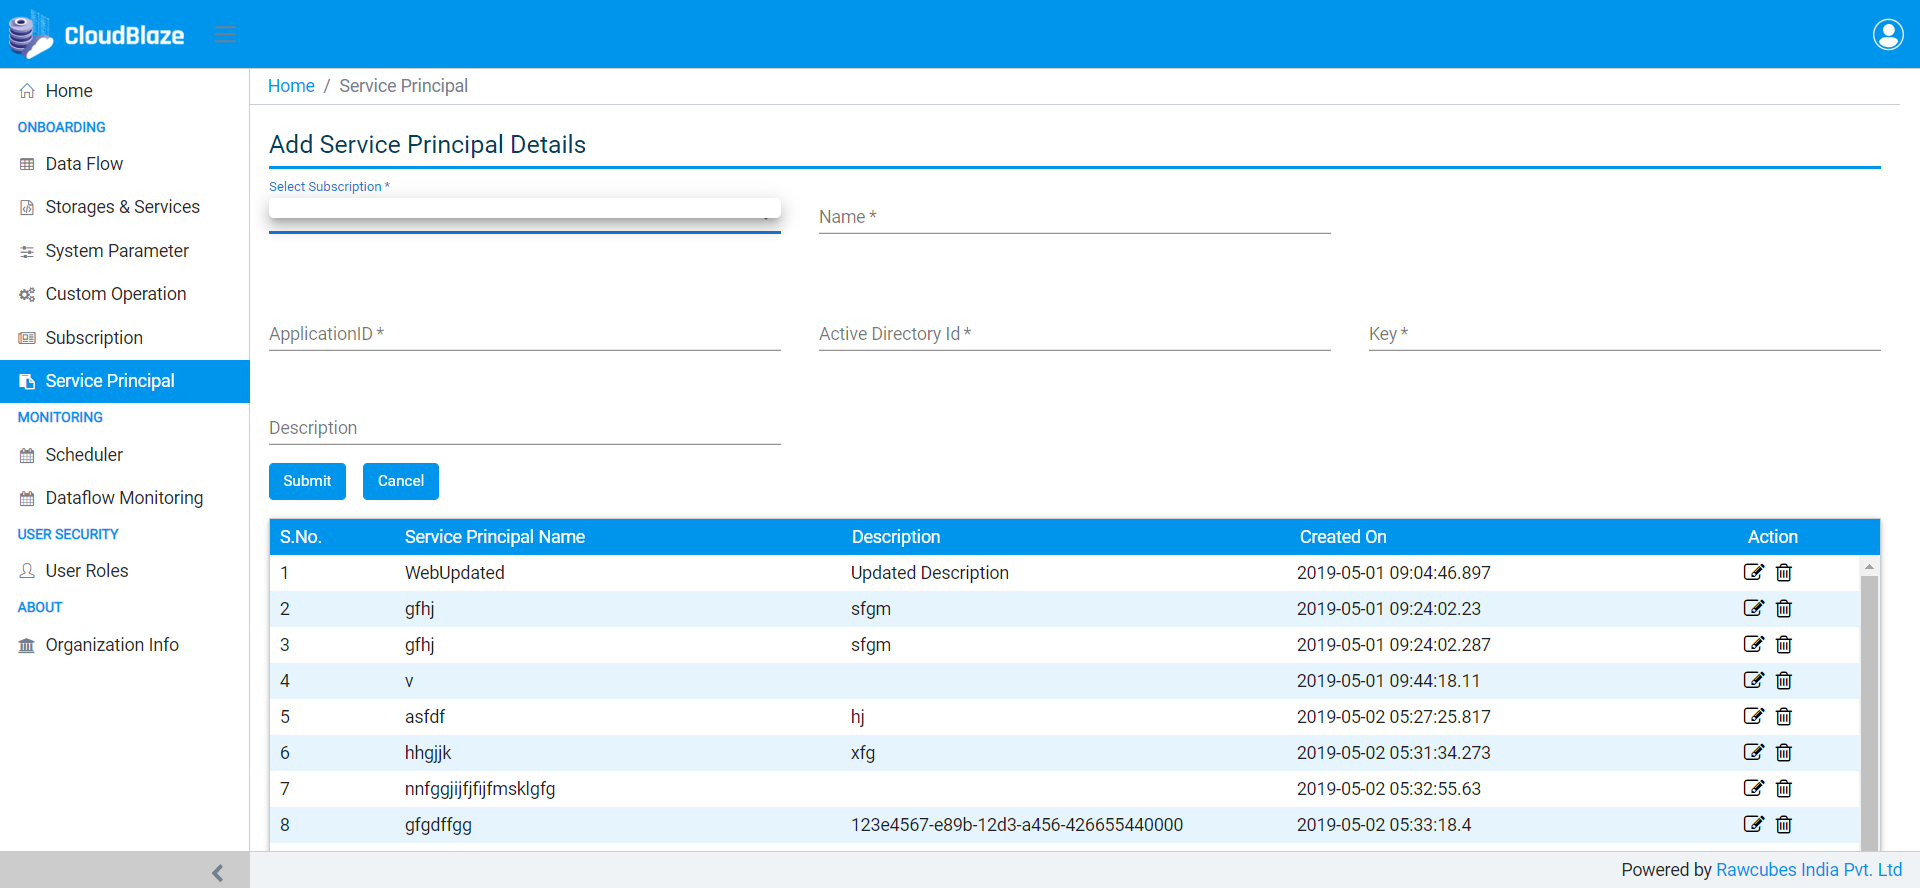 CloudBlaze
Home
ONBOARDING
Data Flow
Storages & Services
System Parameter
Custom Operation
Subscription
Service Principal
MONITORING
Scheduler
Dataflow Monitoring
USER SECURITY
User Roles
ABOUT
Organization Info
Home / Service Principal
Add Service Principal Details
Select Subscription *
Name *
ApplicationID * Active Directory Id * Key *
Description
Submit Cancel
S.No. Service Principal Name Description Created On Action
1 WebUpdated Updated Description 2019-05-01 09:04:46.897
2 gfhj sfgm 2019-05-01 09:24:02.23
3 gfhj sfgm 2019-05-01 09:24:02.287
4 v 2019-05-01 09:44:18.11
5 asfdf hj 2019-05-02 05:27:25.817
6 hhgjjk xfg 2019-05-02 05:31:34.273
7 nnfggjijfjfijfmsklgfg 2019-05-02 05:32:55.63
8 gfgdffgg 123e4567-e89b-12d3-a456-426655440000 2019-05-02 05:33:18.4
Powered by Rawcubes India Pvt. Ltd